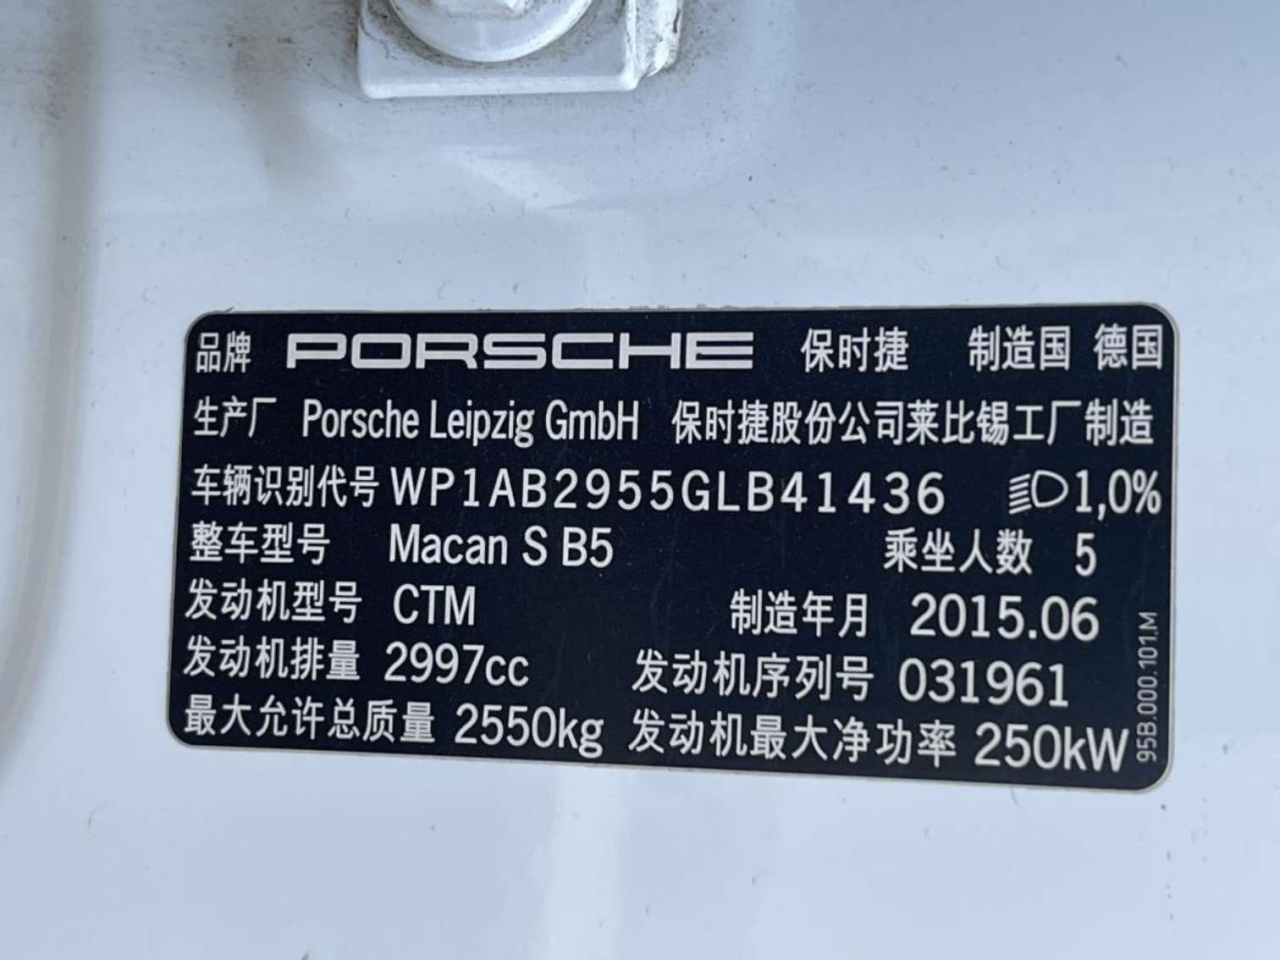 品牌 PORSCHE 保时捷 制造国 德国
生产厂 Porsche Leipzig GmbH 保时捷股份公司莱比锡工厂制造
车辆识别代号 WP1AB2955GLB41436 1,0%
整车型号 Macan S B5 乘坐人数 5
发动机型号 CTM 制造年月 2015.06
发动机排量 2997cc 发动机序列号 031961
最大允许总质量 2550kg 发动机最大净功率 250kW
95B.000.101.M